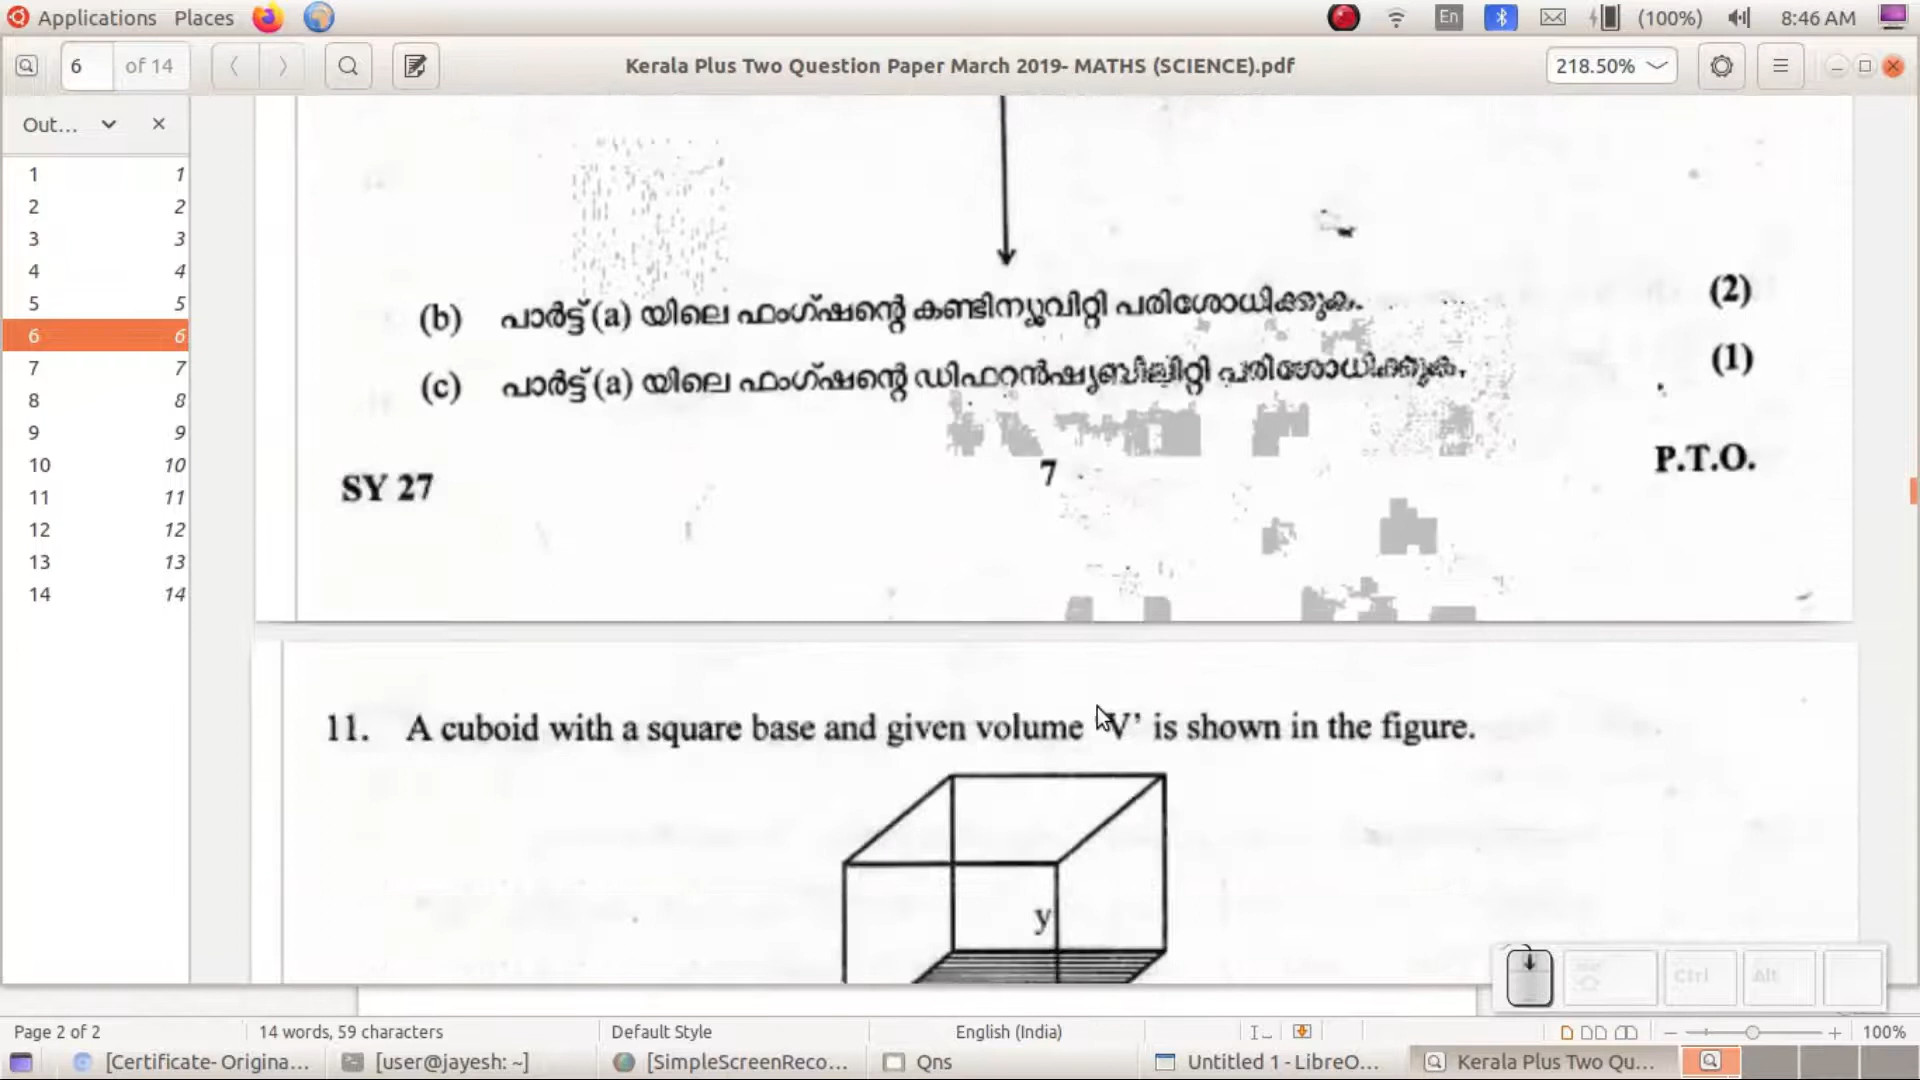 Applications Places En (100%) 8:46 AM
6 of 14 Kerala Plus Two Question Paper March 2019- MATHS (SCIENCE).pdf 218.50%
Out...
1 1
2 2
3 3
4 4
5 5
6 6
7 7
8 8
9 9
10 10
11 11
12 12
13 13
14 14
(b) പാർട്ട് (a) യിലെ ഫംഗ്ഷന്റെ കണ്ടിന്യുവിറ്റി പരിശോധിക്കുക. (2)
(c) പാർട്ട് (a) യിലെ ഫംഗ്ഷന്റെ ഡിഫറൻഷ്യബിലിറ്റി പരിശോധിക്കുക. (1)
SY 27 7 P.T.O.
11. A cuboid with a square base and given volume ‘V’ is shown in the figure.
y
Ctrl Alt
Page 2 of 2 14 words, 59 characters Default Style English (India) 100%
[Certificate- Origina... [user@jayesh: ~] [SimpleScreenReco... Qns Untitled 1 - LibreO... Kerala Plus Two Qu...